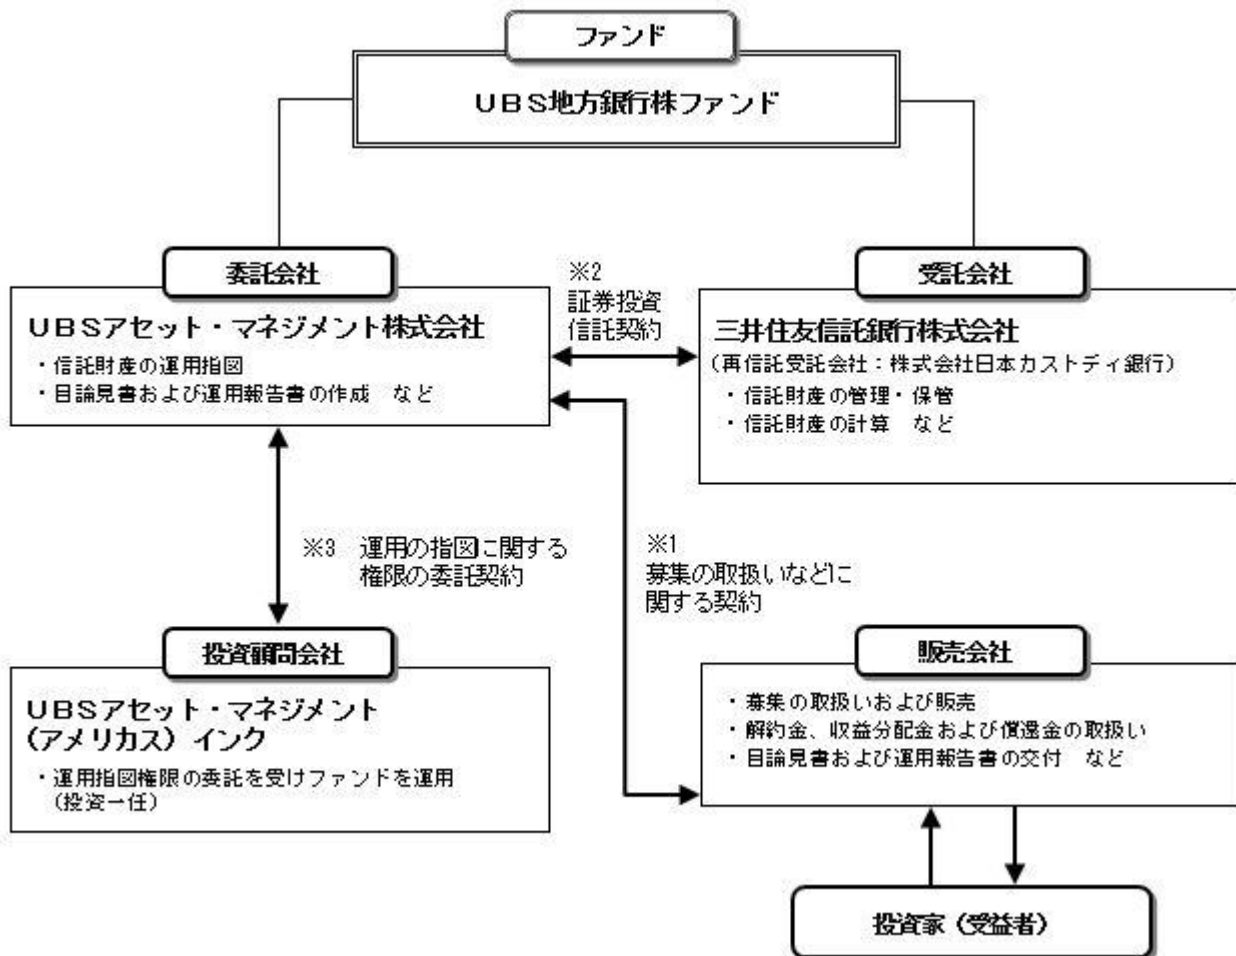 ファンド
UBS地方銀行株ファンド
委託会社
UBSアセット・マネジメント株式会社
・信託財産の運用指図
・目論見書および運用報告書の作成 など
※2
証券投資
信託契約
受託会社
三井住友信託銀行株式会社
(再信託受託会社:株式会社日本カストディ銀行)
・信託財産の管理・保管
・信託財産の計算 など
※3 運用の指図に関する
権限の委託契約
※1
募集の取扱いなどに
関する契約
投資顧問会社
UBSアセット・マネジメント
(アメリカス)インク
・運用指図権限の委託を受けファンドを運用
(投資一任)
販売会社
・募集の取扱いおよび販売
・解約金、収益分配金および償還金の取扱い
・目論見書および運用報告書の交付 など
投資家(受益者)